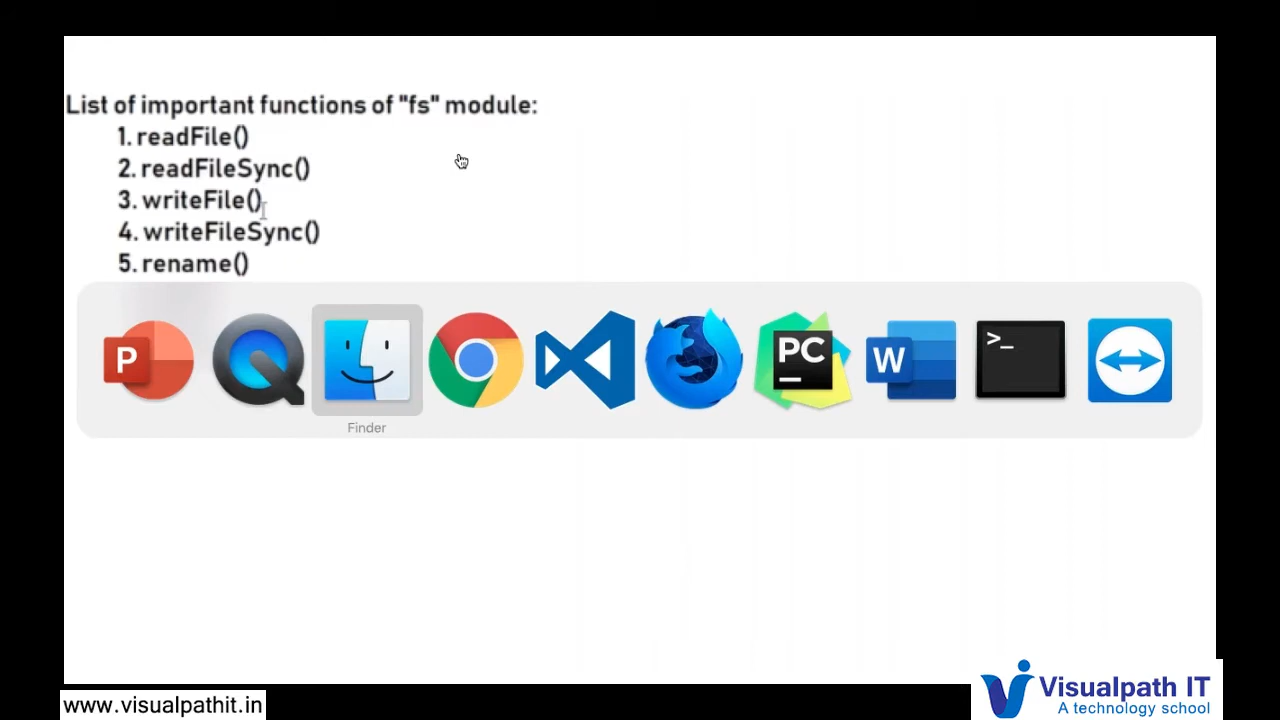 List of important functions of "fs" module:
1. readFile()
2. readFileSync()
3. writeFile()
4. writeFileSync()
5. rename()
P
W
PC
>_
Finder
www.visualpathit.in
Visualpath IT
A technology school